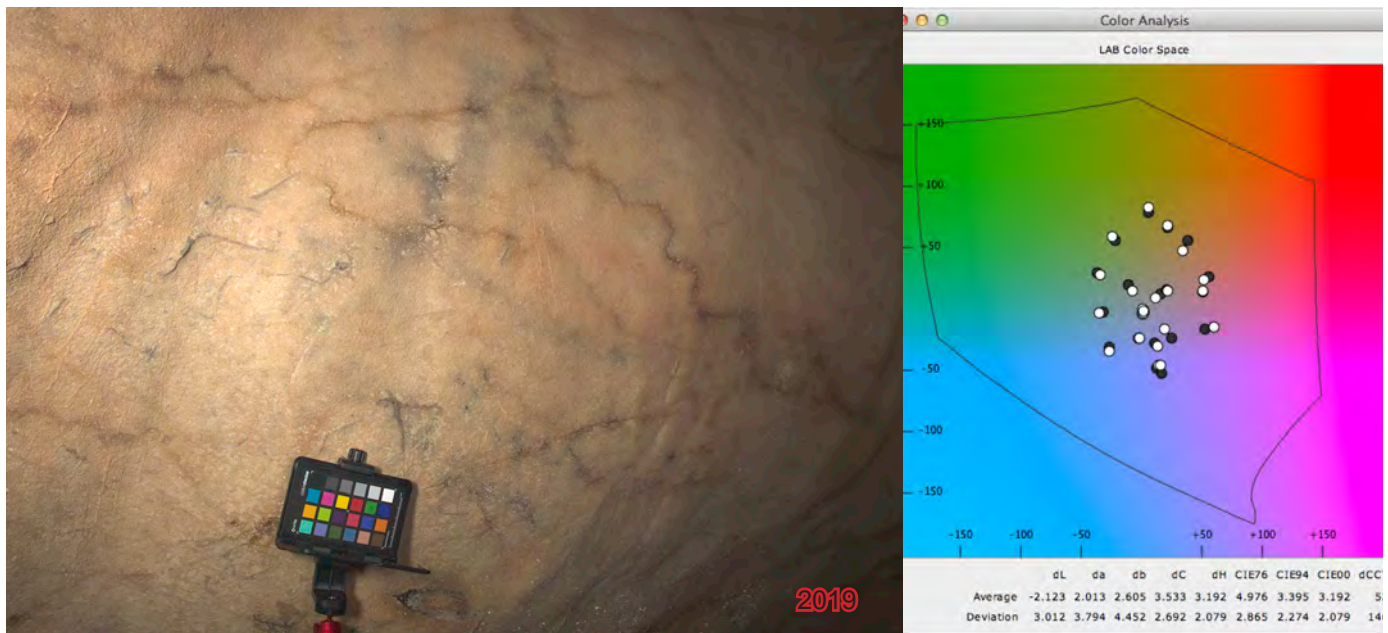 2019
Color Analysis
LAB Color Space
+150
+100
+50
-50
-100
-150
-150 -100 -50 +50 +100 +150
dL da db dC dH CIE76 CIE94 CIE00
Average -2.123 2.013 2.605 3.533 3.192 4.976 3.395 3.192
Deviation 3.012 3.794 4.452 2.692 2.079 2.865 2.274 2.079